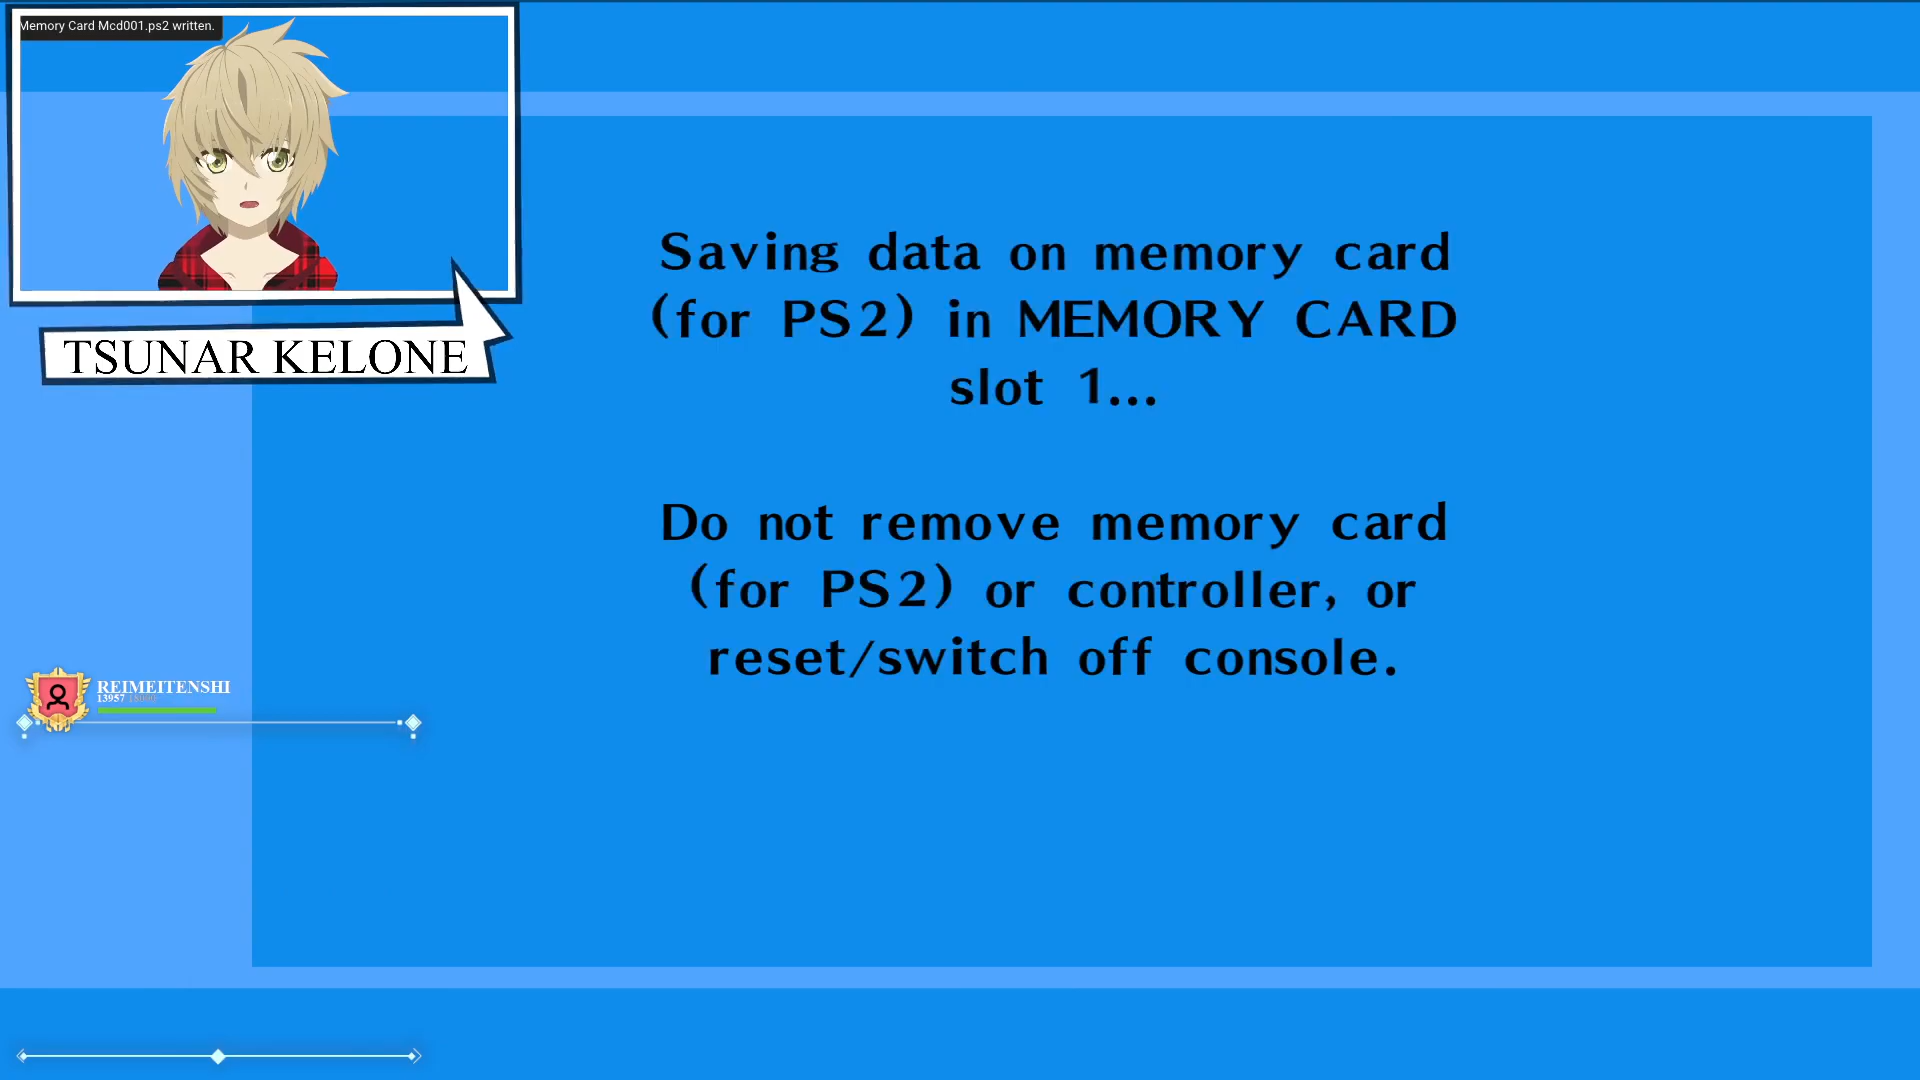 Memory Card Mcd001.ps2 written.
TSUNAR KELONE
Saving data on memory card
(for PS2) in MEMORY CARD
slot 1...
Do not remove memory card
(for PS2) or controller, or
reset/switch off console.
REIMEITENSHI
13957 18000